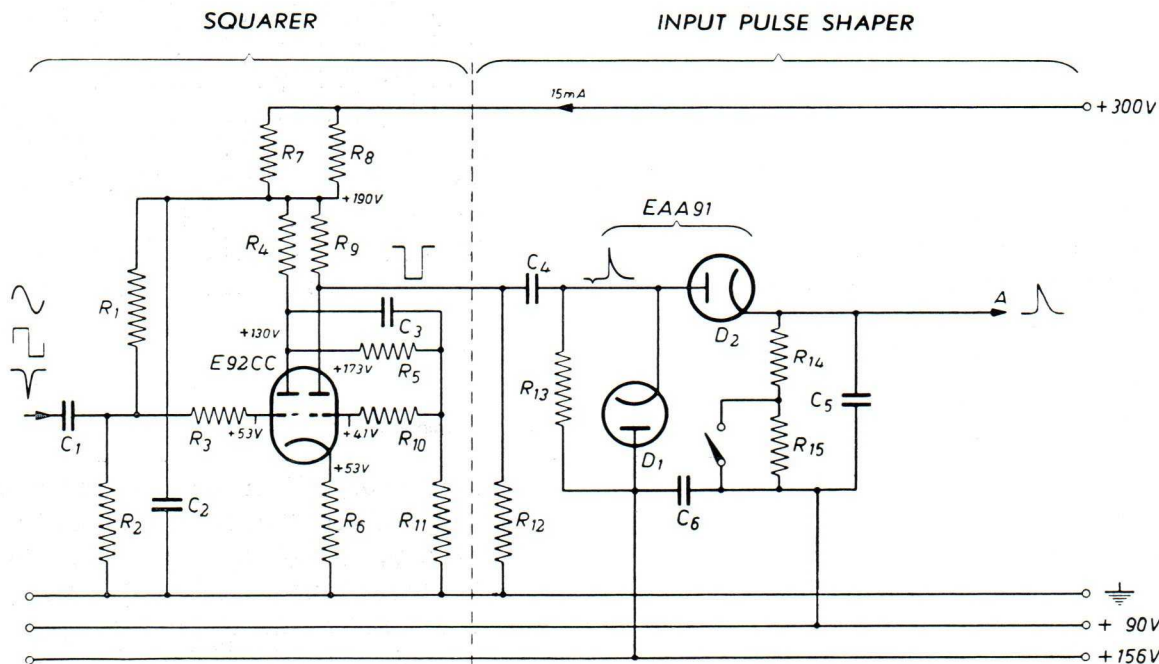 SQUARER
INPUT PULSE SHAPER
15mA
+300V
R7
R8
+190V
EAA91
R4
R9
C4
R1
C3
A
+130V
D2
R14
E92CC
R5
+173V
R13
C5
C1
R3
+53V
+41V
R10
D1
R15
+53V
C6
R2
C2
R6
R11
R12
+ 90V
+156V